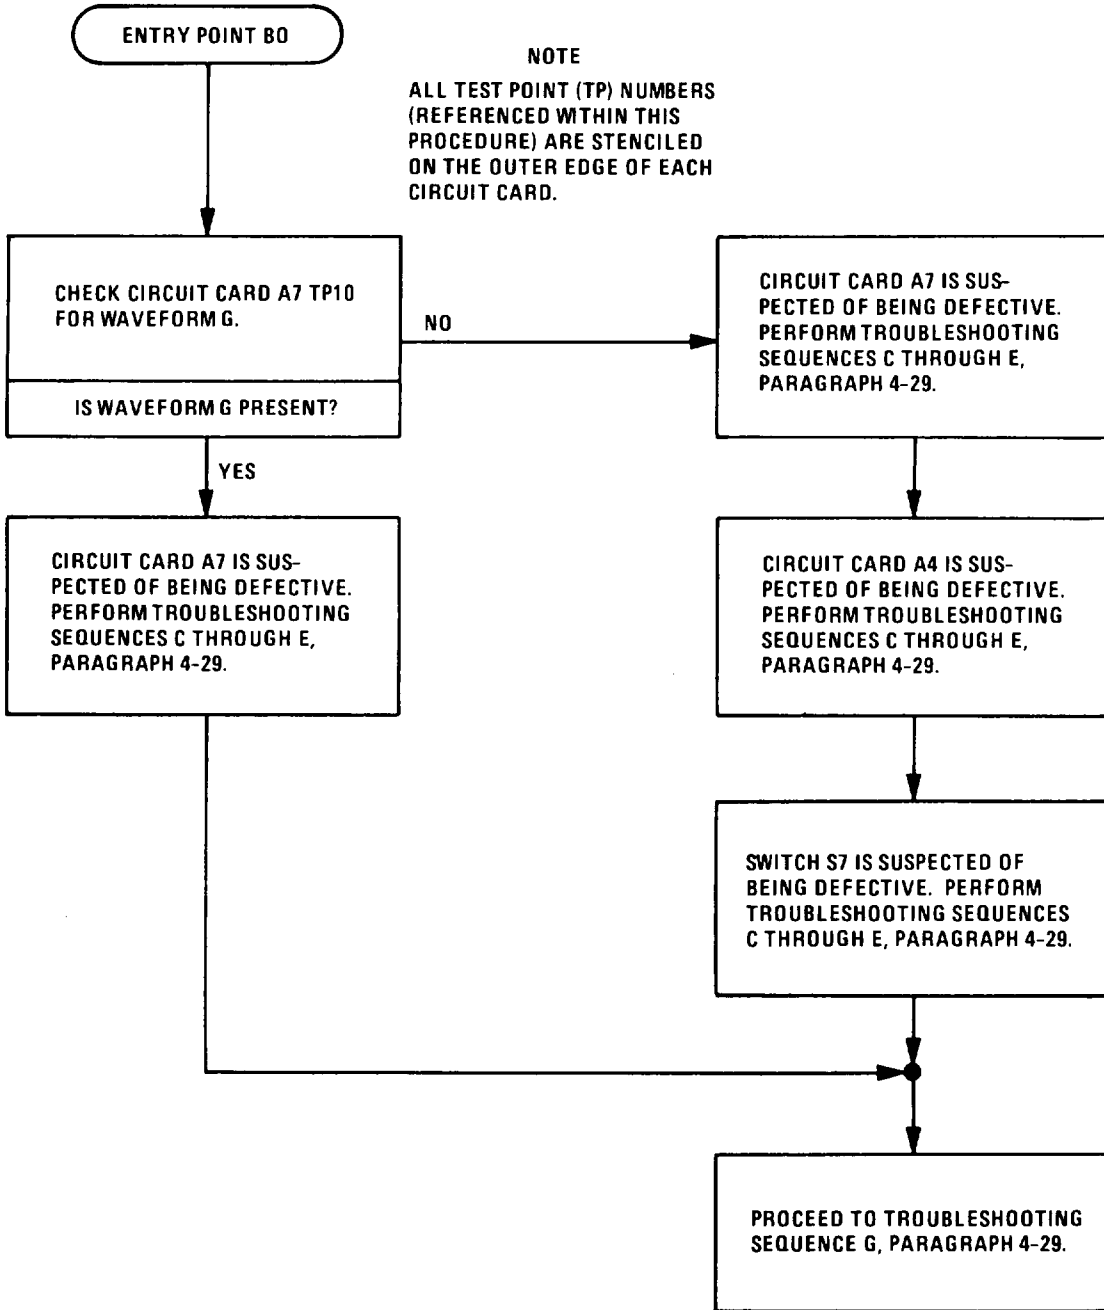 ENTRY POINT BO
NOTE
ALL TEST POINT (TP) NUMBERS
(REFERENCED WITHIN THIS
PROCEDURE) ARE STENCILED
ON THE OUTER EDGE OF EACH
CIRCUIT CARD.
CHECK CIRCUIT CARD A7 TP10
FOR WAVEFORM G.
IS WAVEFORM G PRESENT?
NO
CIRCUIT CARD A7 IS SUS-
PECTED OF BEING DEFECTIVE.
PERFORM TROUBLESHOOTING
SEQUENCES C THROUGH E,
PARAGRAPH 4-29.
YES
CIRCUIT CARD A7 IS SUS-
PECTED OF BEING DEFECTIVE.
PERFORM TROUBLESHOOTING
SEQUENCES C THROUGH E,
PARAGRAPH 4-29.
CIRCUIT CARD A4 IS SUS-
PECTED OF BEING DEFECTIVE.
PERFORM TROUBLESHOOTING
SEQUENCES C THROUGH E,
PARAGRAPH 4-29.
SWITCH S7 IS SUSPECTED OF
BEING DEFECTIVE. PERFORM
TROUBLESHOOTING SEQUENCES
C THROUGH E, PARAGRAPH 4-29.
PROCEED TO TROUBLESHOOTING
SEQUENCE G, PARAGRAPH 4-29.